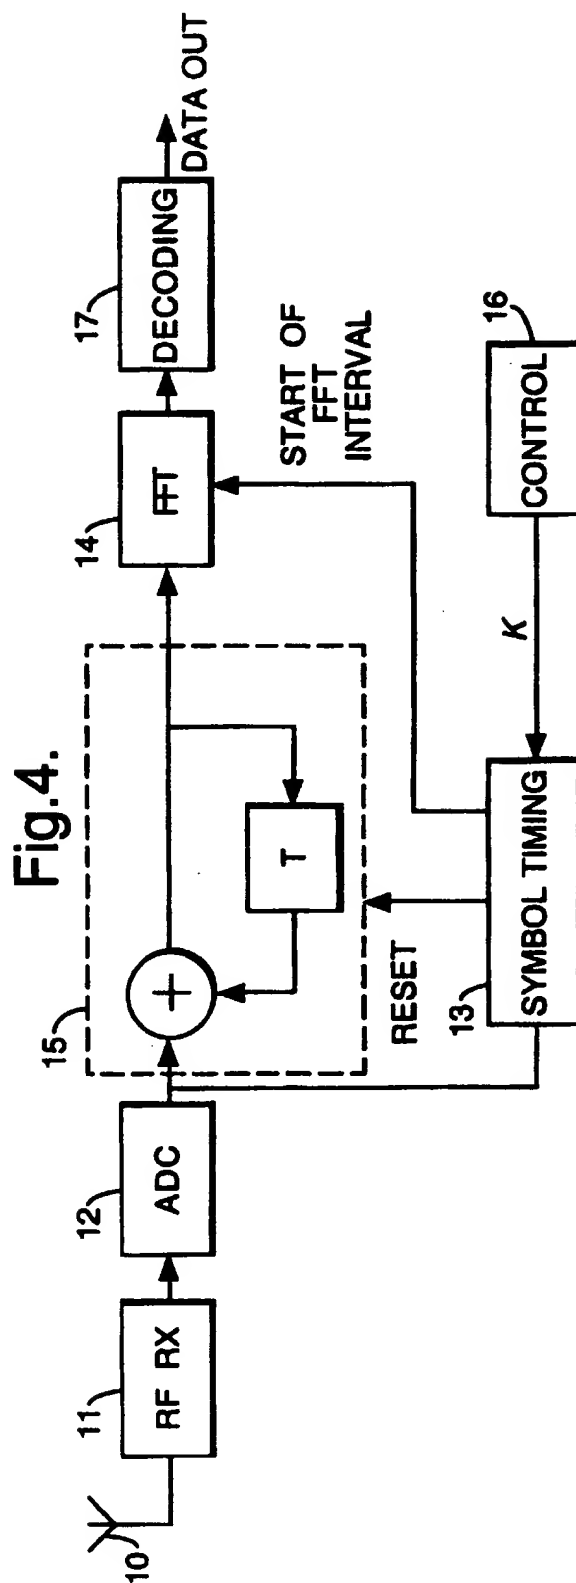 Fig.4.
10
11
RF RX
12
ADC
15
+
T
14
FFT
17
DECODING
DATA OUT
RESET
START OF
FFT
INTERVAL
13
SYMBOL TIMING
K
16
CONTROL